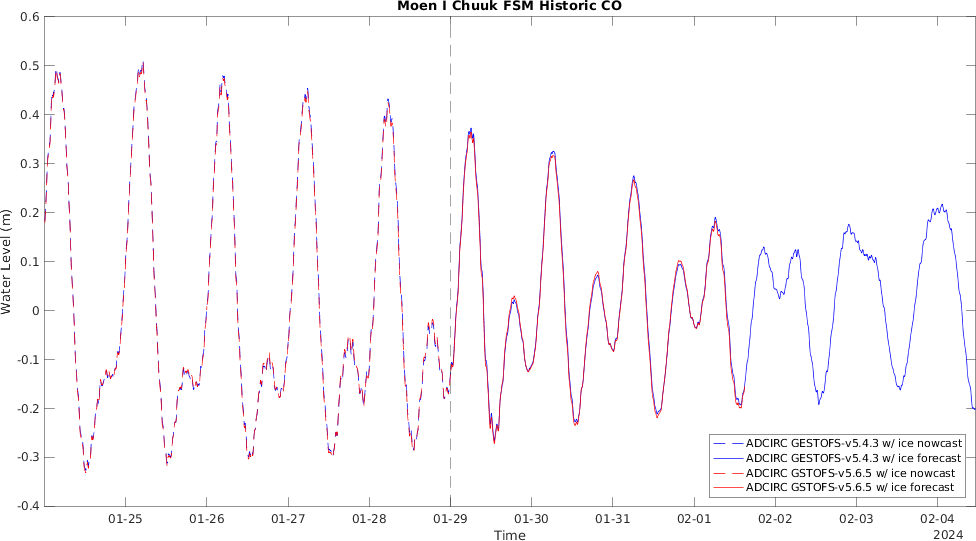 Moen I Chuuk FSM Historic CO
0.6
0.5
0.4
0.3
0.2
0.1
0
-0.1
-0.2
-0.3
-0.4
Water Level (m)
ADCIRC GESTOFS-v5.4.3 w/ ice nowcast
ADCIRC GESTOFS-v5.4.3 w/ ice forecast
ADCIRC GSTOFS-v5.6.5 w/ ice nowcast
ADCIRC GSTOFS-v5.6.5 w/ ice forecast
01-25 01-26 01-27 01-28 01-29 01-30 01-31 02-01 02-02 02-03 02-04
Time
2024